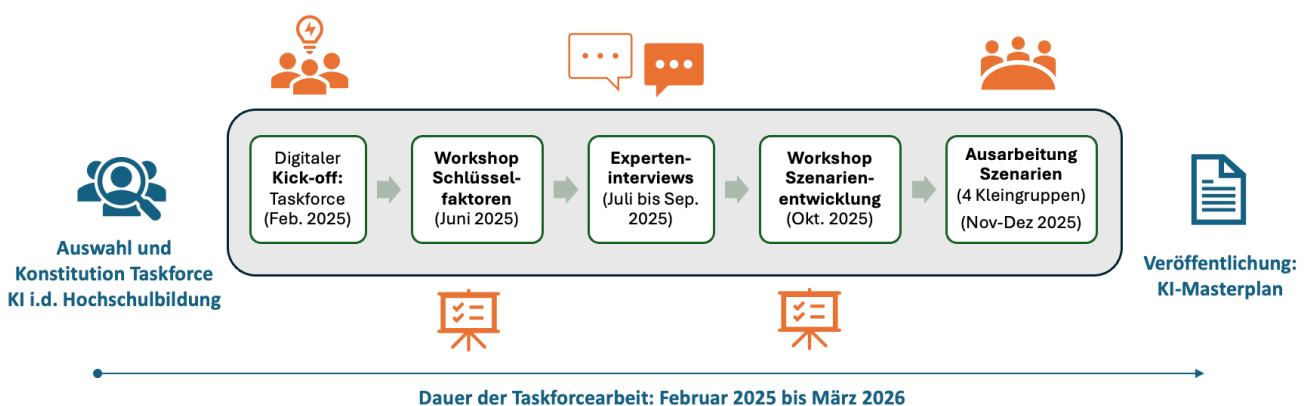 Auswahl und
Konstitution Taskforce
KI i.d. Hochschulbildung
Digitaler
Kick-off:
Taskforce
(Feb. 2025)
Workshop
Schlüssel-
faktoren
(Juni 2025)
Experten-
interviews
(Juli bis Sep.
2025)
Workshop
Szenarien-
entwicklung
(Okt. 2025)
Ausarbeitung
Szenarien
(4 Kleingruppen)
(Nov-Dez 2025)
Veröffentlichung:
KI-Masterplan
Dauer der Taskforcearbeit: Februar 2025 bis März 2026